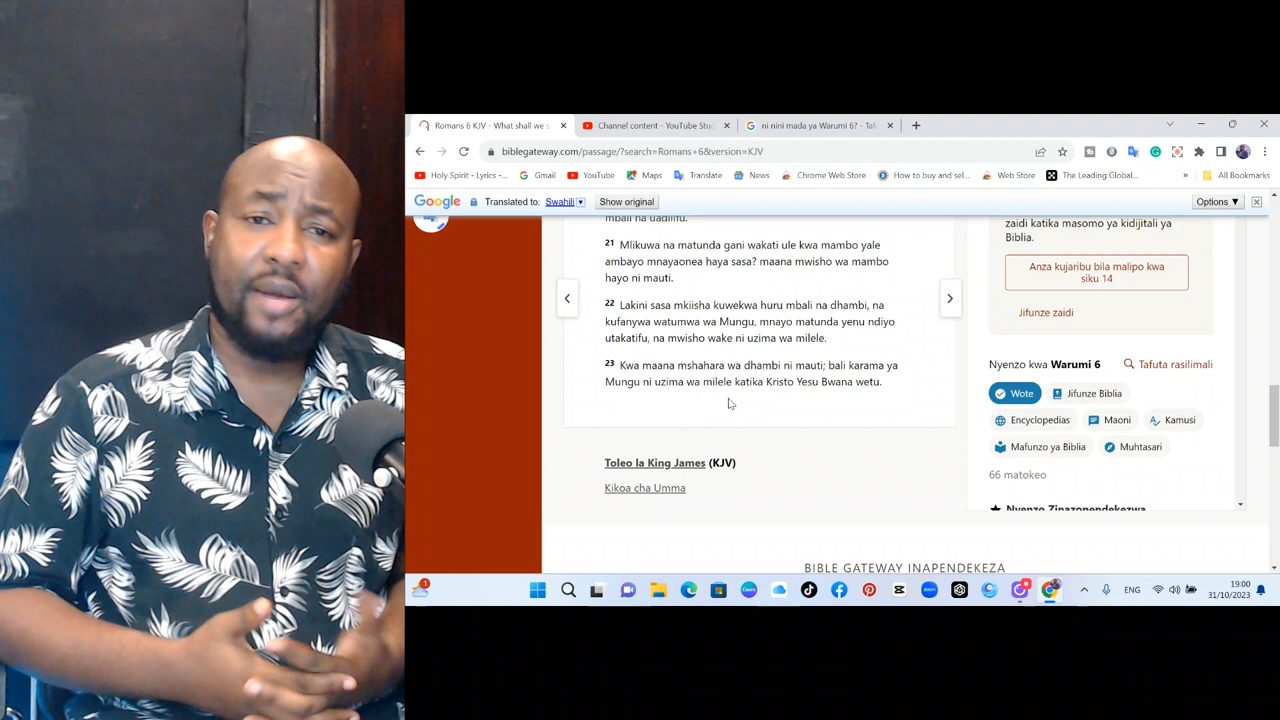 Romans 6 KJV - What shall we s
Channel content - YouTube Stu
ni nini mada ya Warumi 6? - Taf
biblegateway.com/passage/?search=Romans+6&version=KJV
Holy Spirit - Lyrics -...
Gmail
YouTube
Maps
Translate
News
Chrome Web Store
How to buy and sel...
Web Store
The Leading Global...
»
All Bookmarks
Google
Translated to: Swahili
Show original
Options ▼
mbali na uadilifu.
21 Mlikuwa na matunda gani wakati ule kwa mambo yale
ambayo mnayaonea haya sasa? maana mwisho wa mambo
hayo ni mauti.
22 Lakini sasa mkiisha kuwekwa huru mbali na dhambi, na
kufanywa watumwa wa Mungu, mnayo matunda yenu ndiyo
utakatifu, na mwisho wake ni uzima wa milele.
23 Kwa maana mshahara wa dhambi ni mauti; bali karama ya
Mungu ni uzima wa milele katika Kristo Yesu Bwana wetu.
Toleo la King James (KJV)
Kikoa cha Umma
zaidi katika masomo ya kidijitali ya
Biblia.
Anza kujaribu bila malipo kwa
siku 14
Jifunze zaidi
Nyenzo kwa Warumi 6
Tafuta rasilimali
Wote
Jifunze Biblia
Encyclopedias
Maoni
Kamusi
Mafunzo ya Biblia
Muhtasari
66 matokeo
Nyenzo Zinazopendekezwa
BIBLE GATEWAY INAPENDEKEZA
1
ENG
19:00
31/10/2023